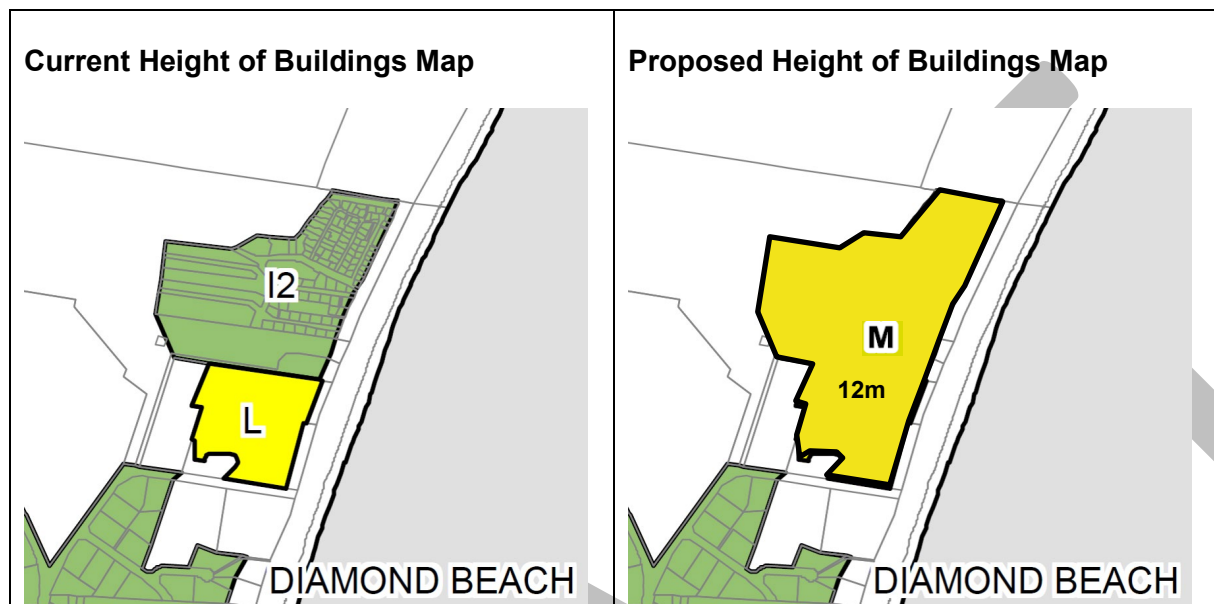 Current Height of Buildings Map
I2
L
DIAMOND BEACH
Proposed Height of Buildings Map
M
12m
DIAMOND BEACH